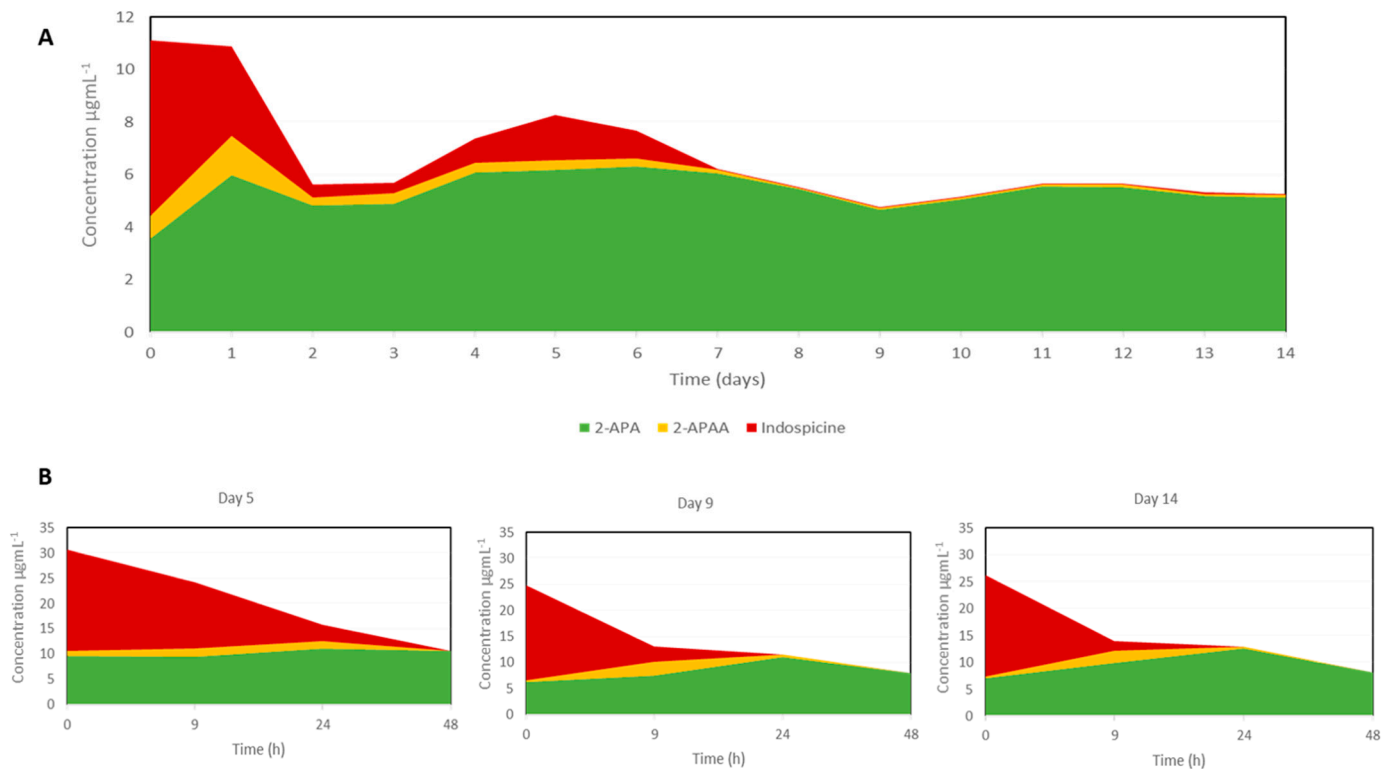 A
Concentration µgmL-1
12
10
8
6
4
2
0
0 1 2 3 4 5 6 7 8 9 10 11 12 13 14
Time (days)
2-APA 2-APAA Indospicine
B
Day 5
Concentration µgmL-1
35
30
25
20
15
10
5
0
0 9 24 48
Time (h)
Day 9
Concentration µgmL-1
35
30
25
20
15
10
5
0
0 9 24 48
Time (h)
Day 14
Concentration µgmL-1
35
30
25
20
15
10
5
0
0 9 24 48
Time (h)